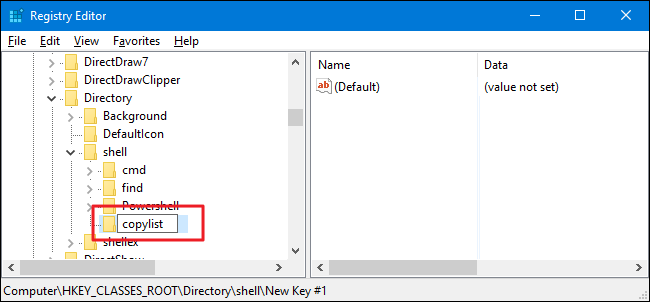 Registry Editor
File Edit View Favorites Help
DirectDraw7
DirectDrawClipper
Directory
Background
DefaultIcon
shell
cmd
find
Powershell
copylist
shellex
DirectShow
Name Data
ab (Default) (value not set)
Computer\HKEY_CLASSES_ROOT\Directory\shell\New Key #1